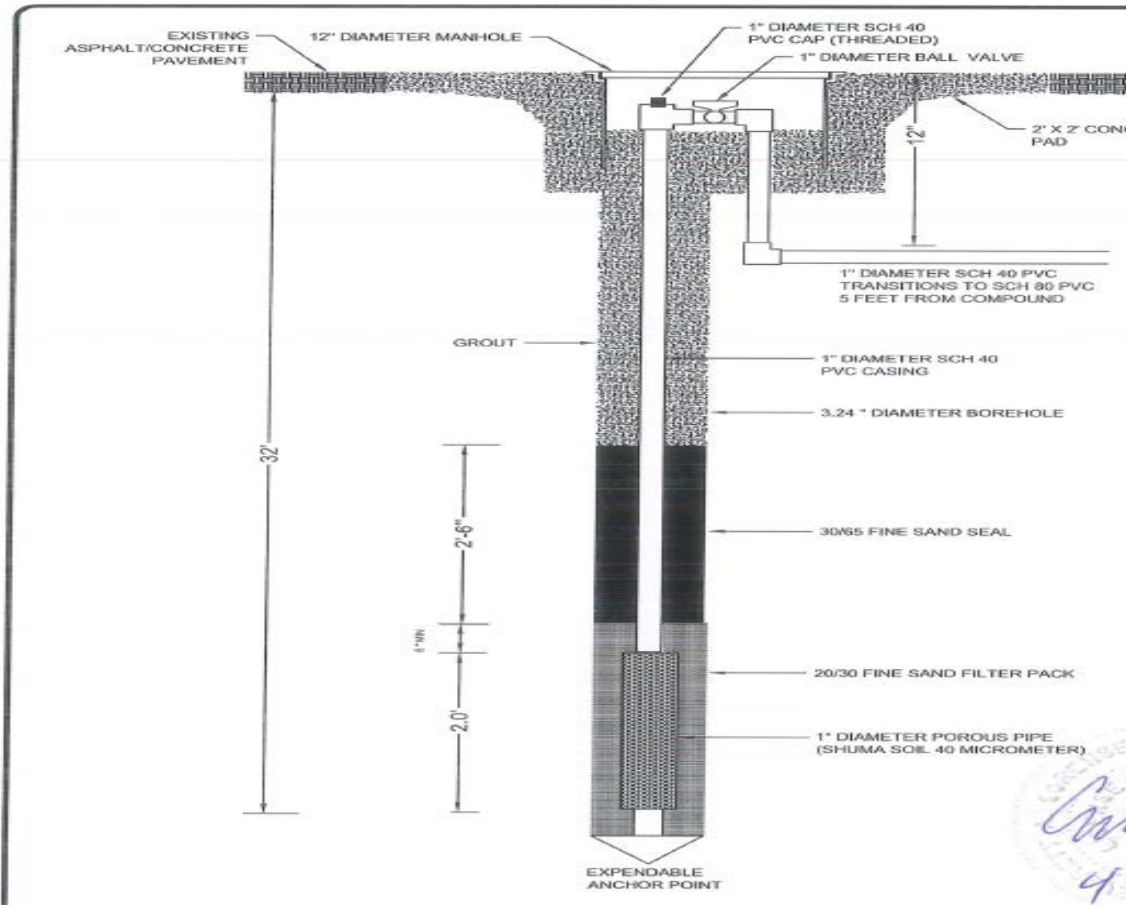 EXISTING
ASPHALT/CONCRETE
PAVEMENT
12" DIAMETER MANHOLE
1" DIAMETER SCH 40
PVC CAP (THREADED)
1" DIAMETER BALL VALVE
12"
2' X 2' CONC
PAD
1" DIAMETER SCH 40 PVC
TRANSITIONS TO SCH 80 PVC
5 FEET FROM COMPOUND
GROUT
1" DIAMETER SCH 40
PVC CASING
3.24 " DIAMETER BOREHOLE
32'
2'-6"
30/65 FINE SAND SEAL
6 " MIN
20/30 FINE SAND FILTER PACK
2.0'
1" DIAMETER POROUS PIPE
(SHUMA SOIL 40 MICROMETER)
EXPENDABLE
ANCHOR POINT